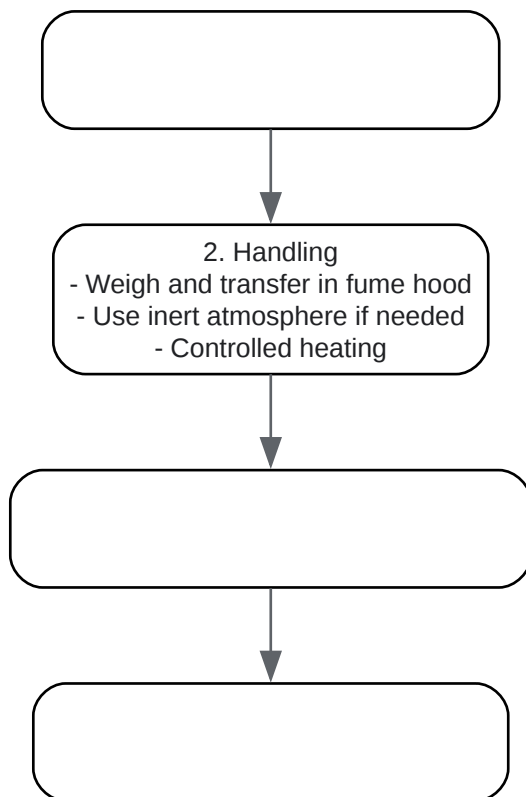 2. Handling
- Weigh and transfer in fume hood
- Use inert atmosphere if needed
- Controlled heating